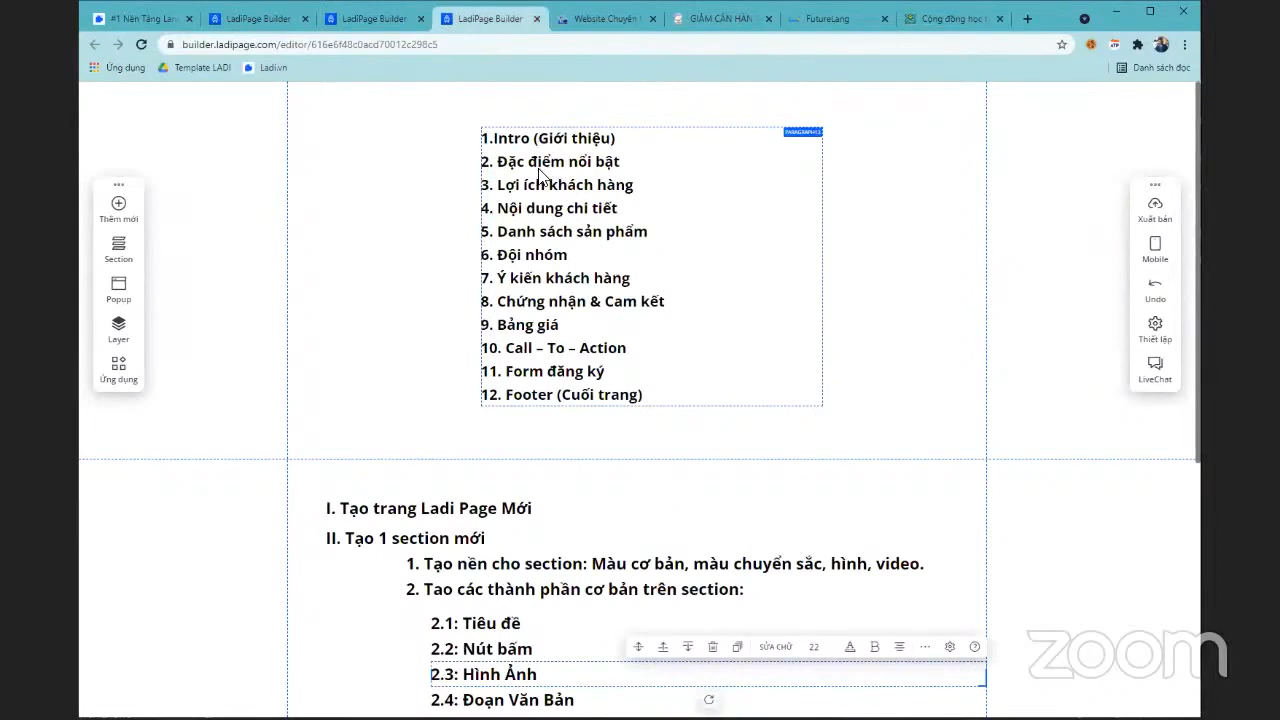 #1 Nền Tảng Lan
LadiPage Builder
LadiPage Builder
LadiPage Builder
Website Chuyên
GIẢM CÂN HÀN
FutureLang
Cộng đồng học
builder.ladipage.com/editor/616e6f48c0acd70012c298c5
Ứng dụng
Template LADI
Ladi.vn
Danh sách đọc
1.Intro (Giới thiệu)
2. Đặc điểm nổi bật
3. Lợi ích khách hàng
4. Nội dung chi tiết
5. Danh sách sản phẩm
6. Đội nhóm
7. Ý kiến khách hàng
8. Chứng nhận & Cam kết
9. Bảng giá
10. Call – To – Action
11. Form đăng ký
12. Footer (Cuối trang)
Thêm mới
Section
Popup
Layer
Ứng dụng
Xuất bản
Mobile
Undo
Thiết lập
LiveChat
I. Tạo trang Ladi Page Mới
II. Tạo 1 section mới
1. Tạo nền cho section: Màu cơ bản, màu chuyển sắc, hình, video.
2. Tao các thành phần cơ bản trên section:
2.1: Tiêu đề
2.2: Nút bấm
SỬA CHỮ 22
2.3: Hình Ảnh
2.4: Đoạn Văn Bản
zoom